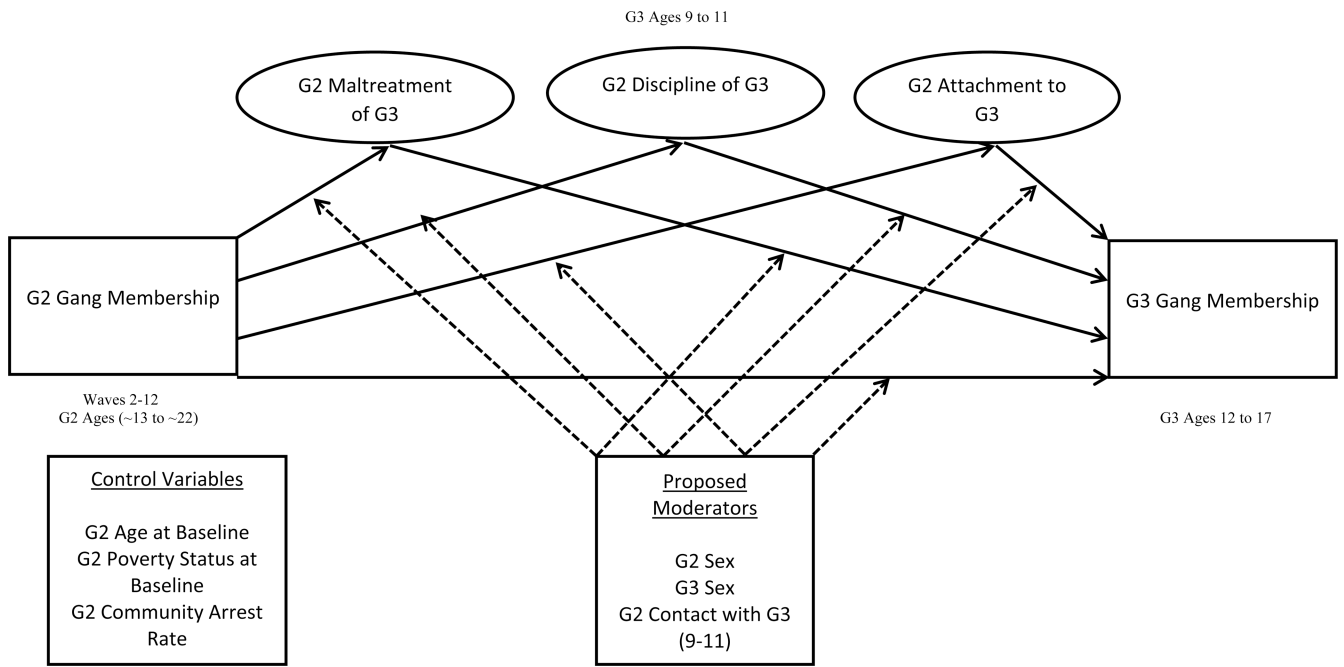 G3 Ages 9 to 11
G2 Maltreatment
of G3
G2 Discipline of G3
G2 Attachment to
G3
G2 Gang Membership
G3 Gang Membership
Waves 2-12
G2 Ages (~13 to ~22)
G3 Ages 12 to 17
Control Variables
G2 Age at Baseline
G2 Poverty Status at
Baseline
G2 Community Arrest
Rate
Proposed
Moderators
G2 Sex
G3 Sex
G2 Contact with G3
(9-11)